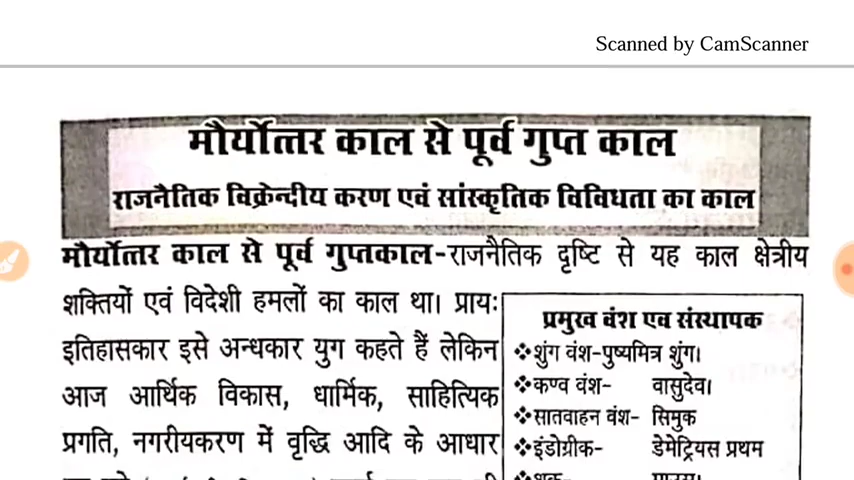 Scanned by CamScanner
मौर्योत्तर काल से पूर्व गुप्त काल
राजनैतिक विक्रेन्दीय करण एवं सांस्कृतिक विविधता का काल
मौर्योत्तर काल से पूर्व गुप्तकाल-राजनैतिक दृष्टि से यह काल क्षेत्रीय
शक्तियों एवं विदेशी हमलों का काल था। प्रायः
इतिहासकार इसे अन्धकार युग कहते हैं लेकिन
आज आर्थिक विकास, धार्मिक, साहित्यिक
प्रगति, नगरीयकरण में वृद्धि आदि के आधार
प्रमुख वंश एव संस्थापक
❖शुंग वंश-पुष्यमित्र शुंग।
❖कण्व वंश- वासुदेव।
❖सातवाहन वंश- सिमुक
❖इंडोग्रीक- डेमेट्रियस प्रथम